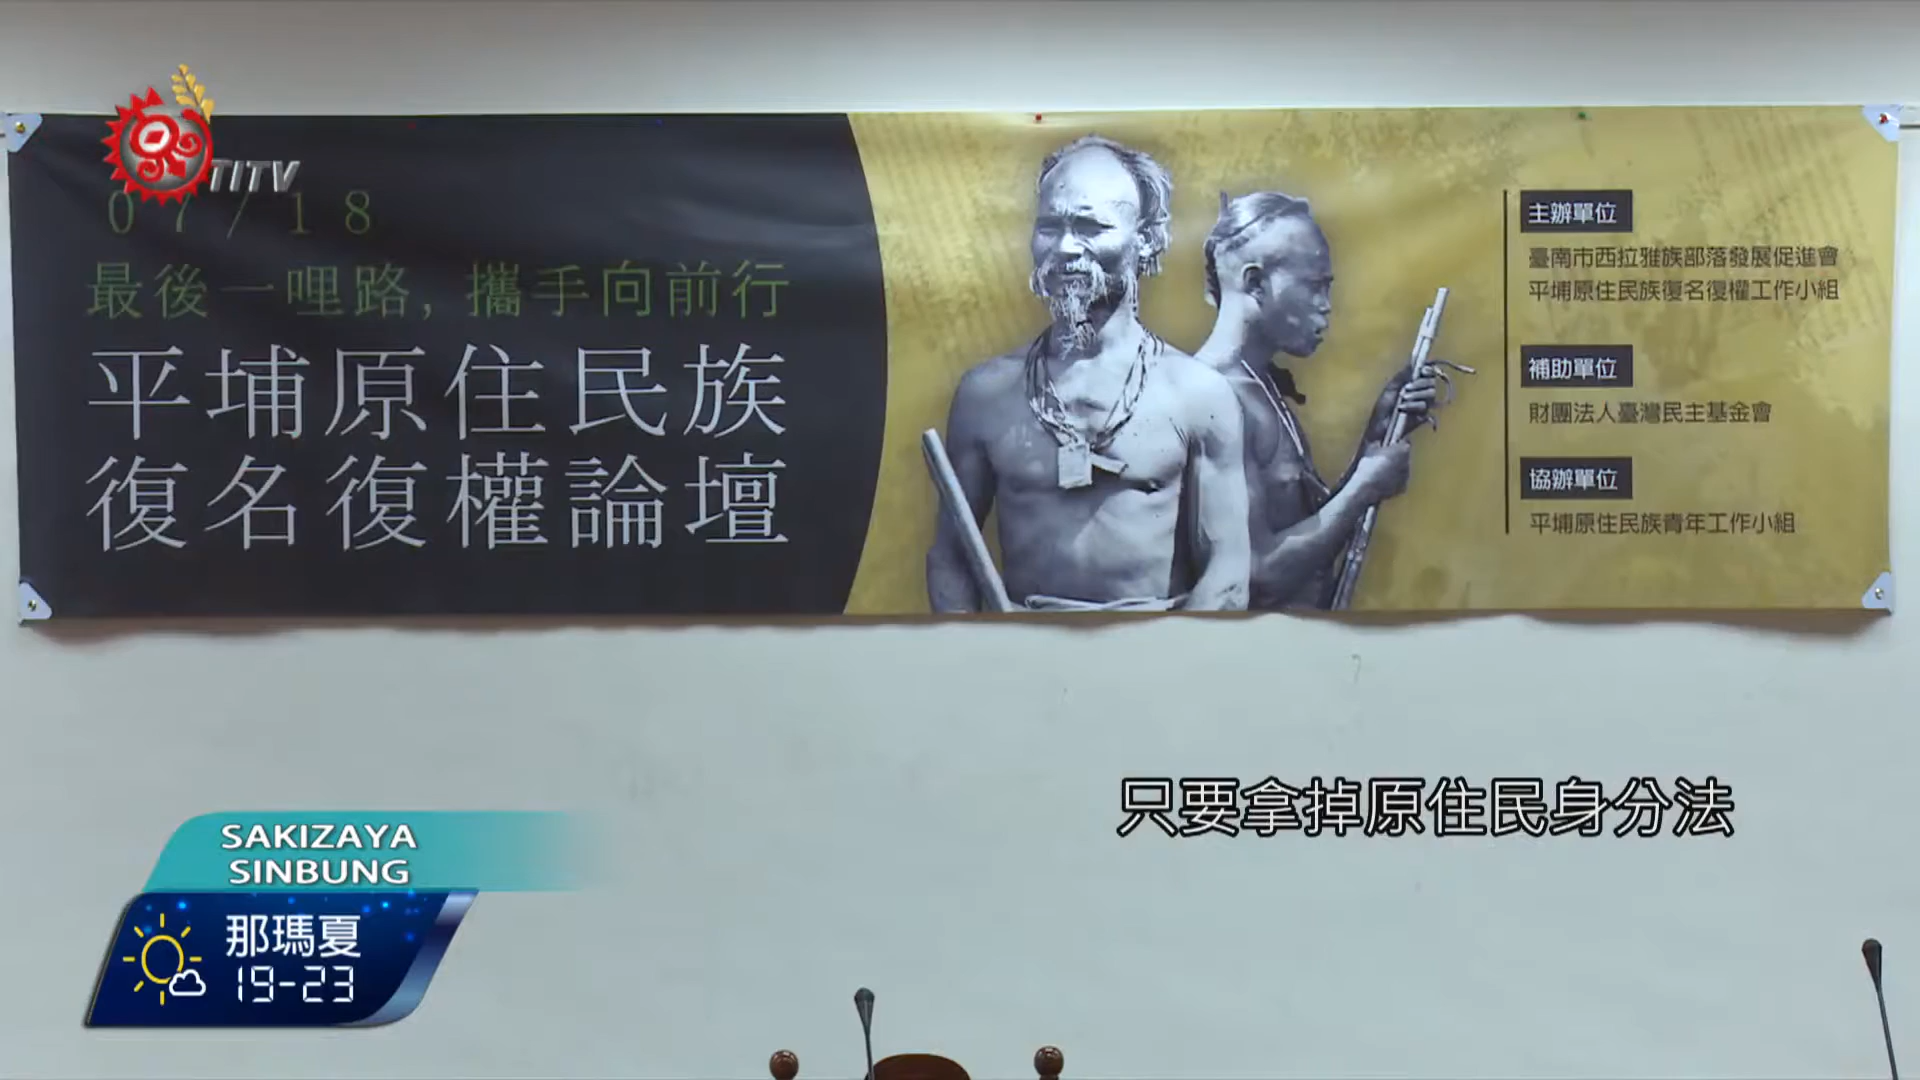 TITV
07/18
最後一哩路，攜手向前行
平埔原住民族
復名復權論壇
主辦單位
臺南市西拉雅族部落發展促進會
平埔原住民族復名復權工作小組
補助單位
財團法人臺灣民主基金會
協辦單位
平埔原住民族青年工作小組
只要拿掉原住民身分法
SAKIZAYA
SINBUNG
那瑪夏
19-23